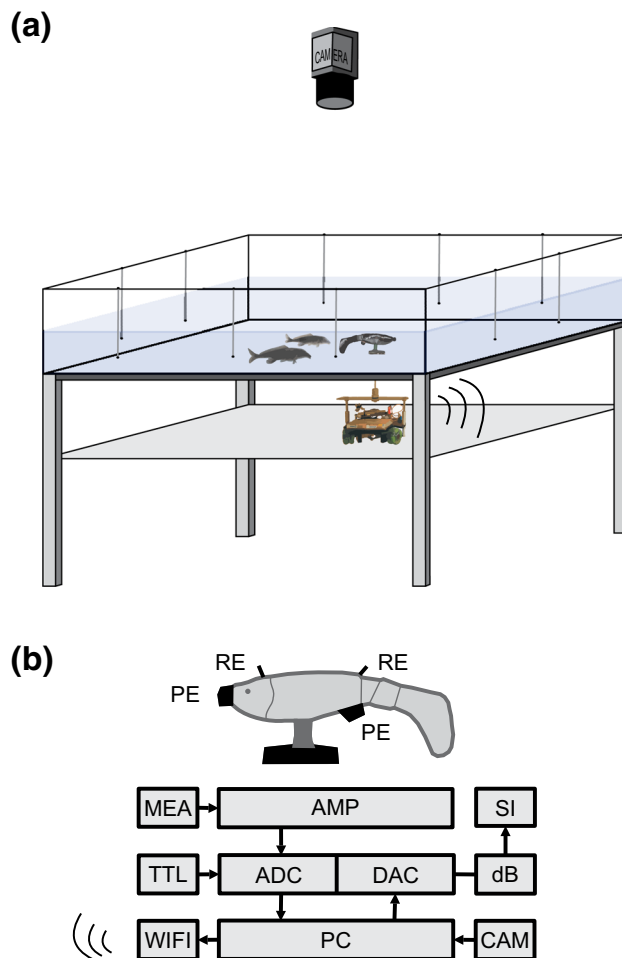 (a)
CAMERA
(b)
RE RE
PE
PE
MEA AMP SI
TTL ADC DAC dB
WIFI PC CAM